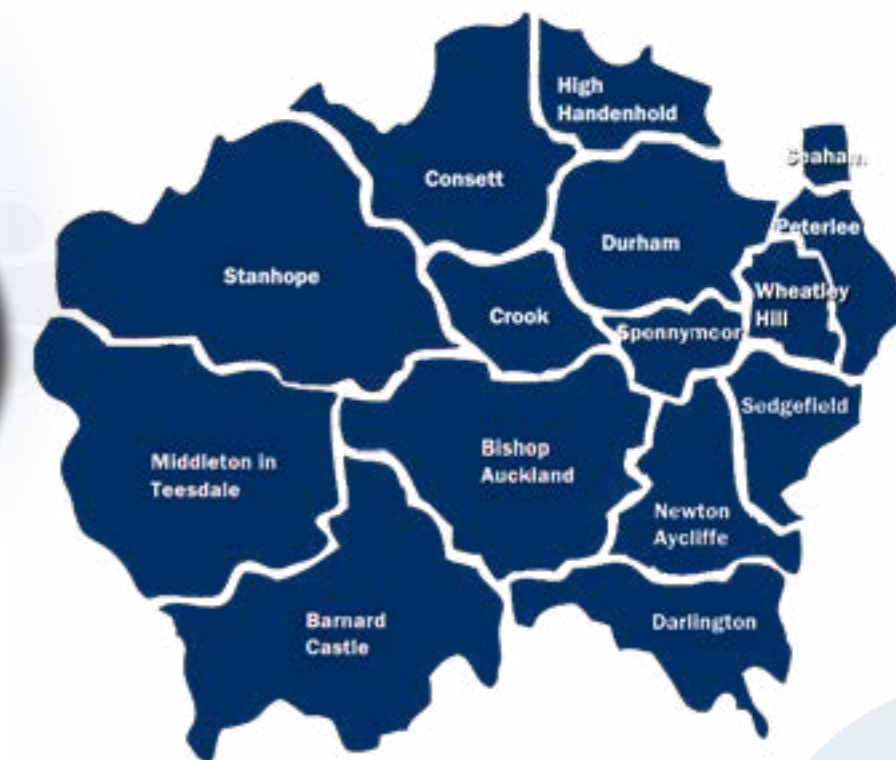 High
Handenhold
Seaham
Consett
Peterlee
Durham
Stanhope
Wheatley
Hill
Crook
Spennymoor
Sedgefield
Bishop
Auckland
Middleton in
Teesdale
Newton
Aycliffe
Barnard
Castle
Darlington